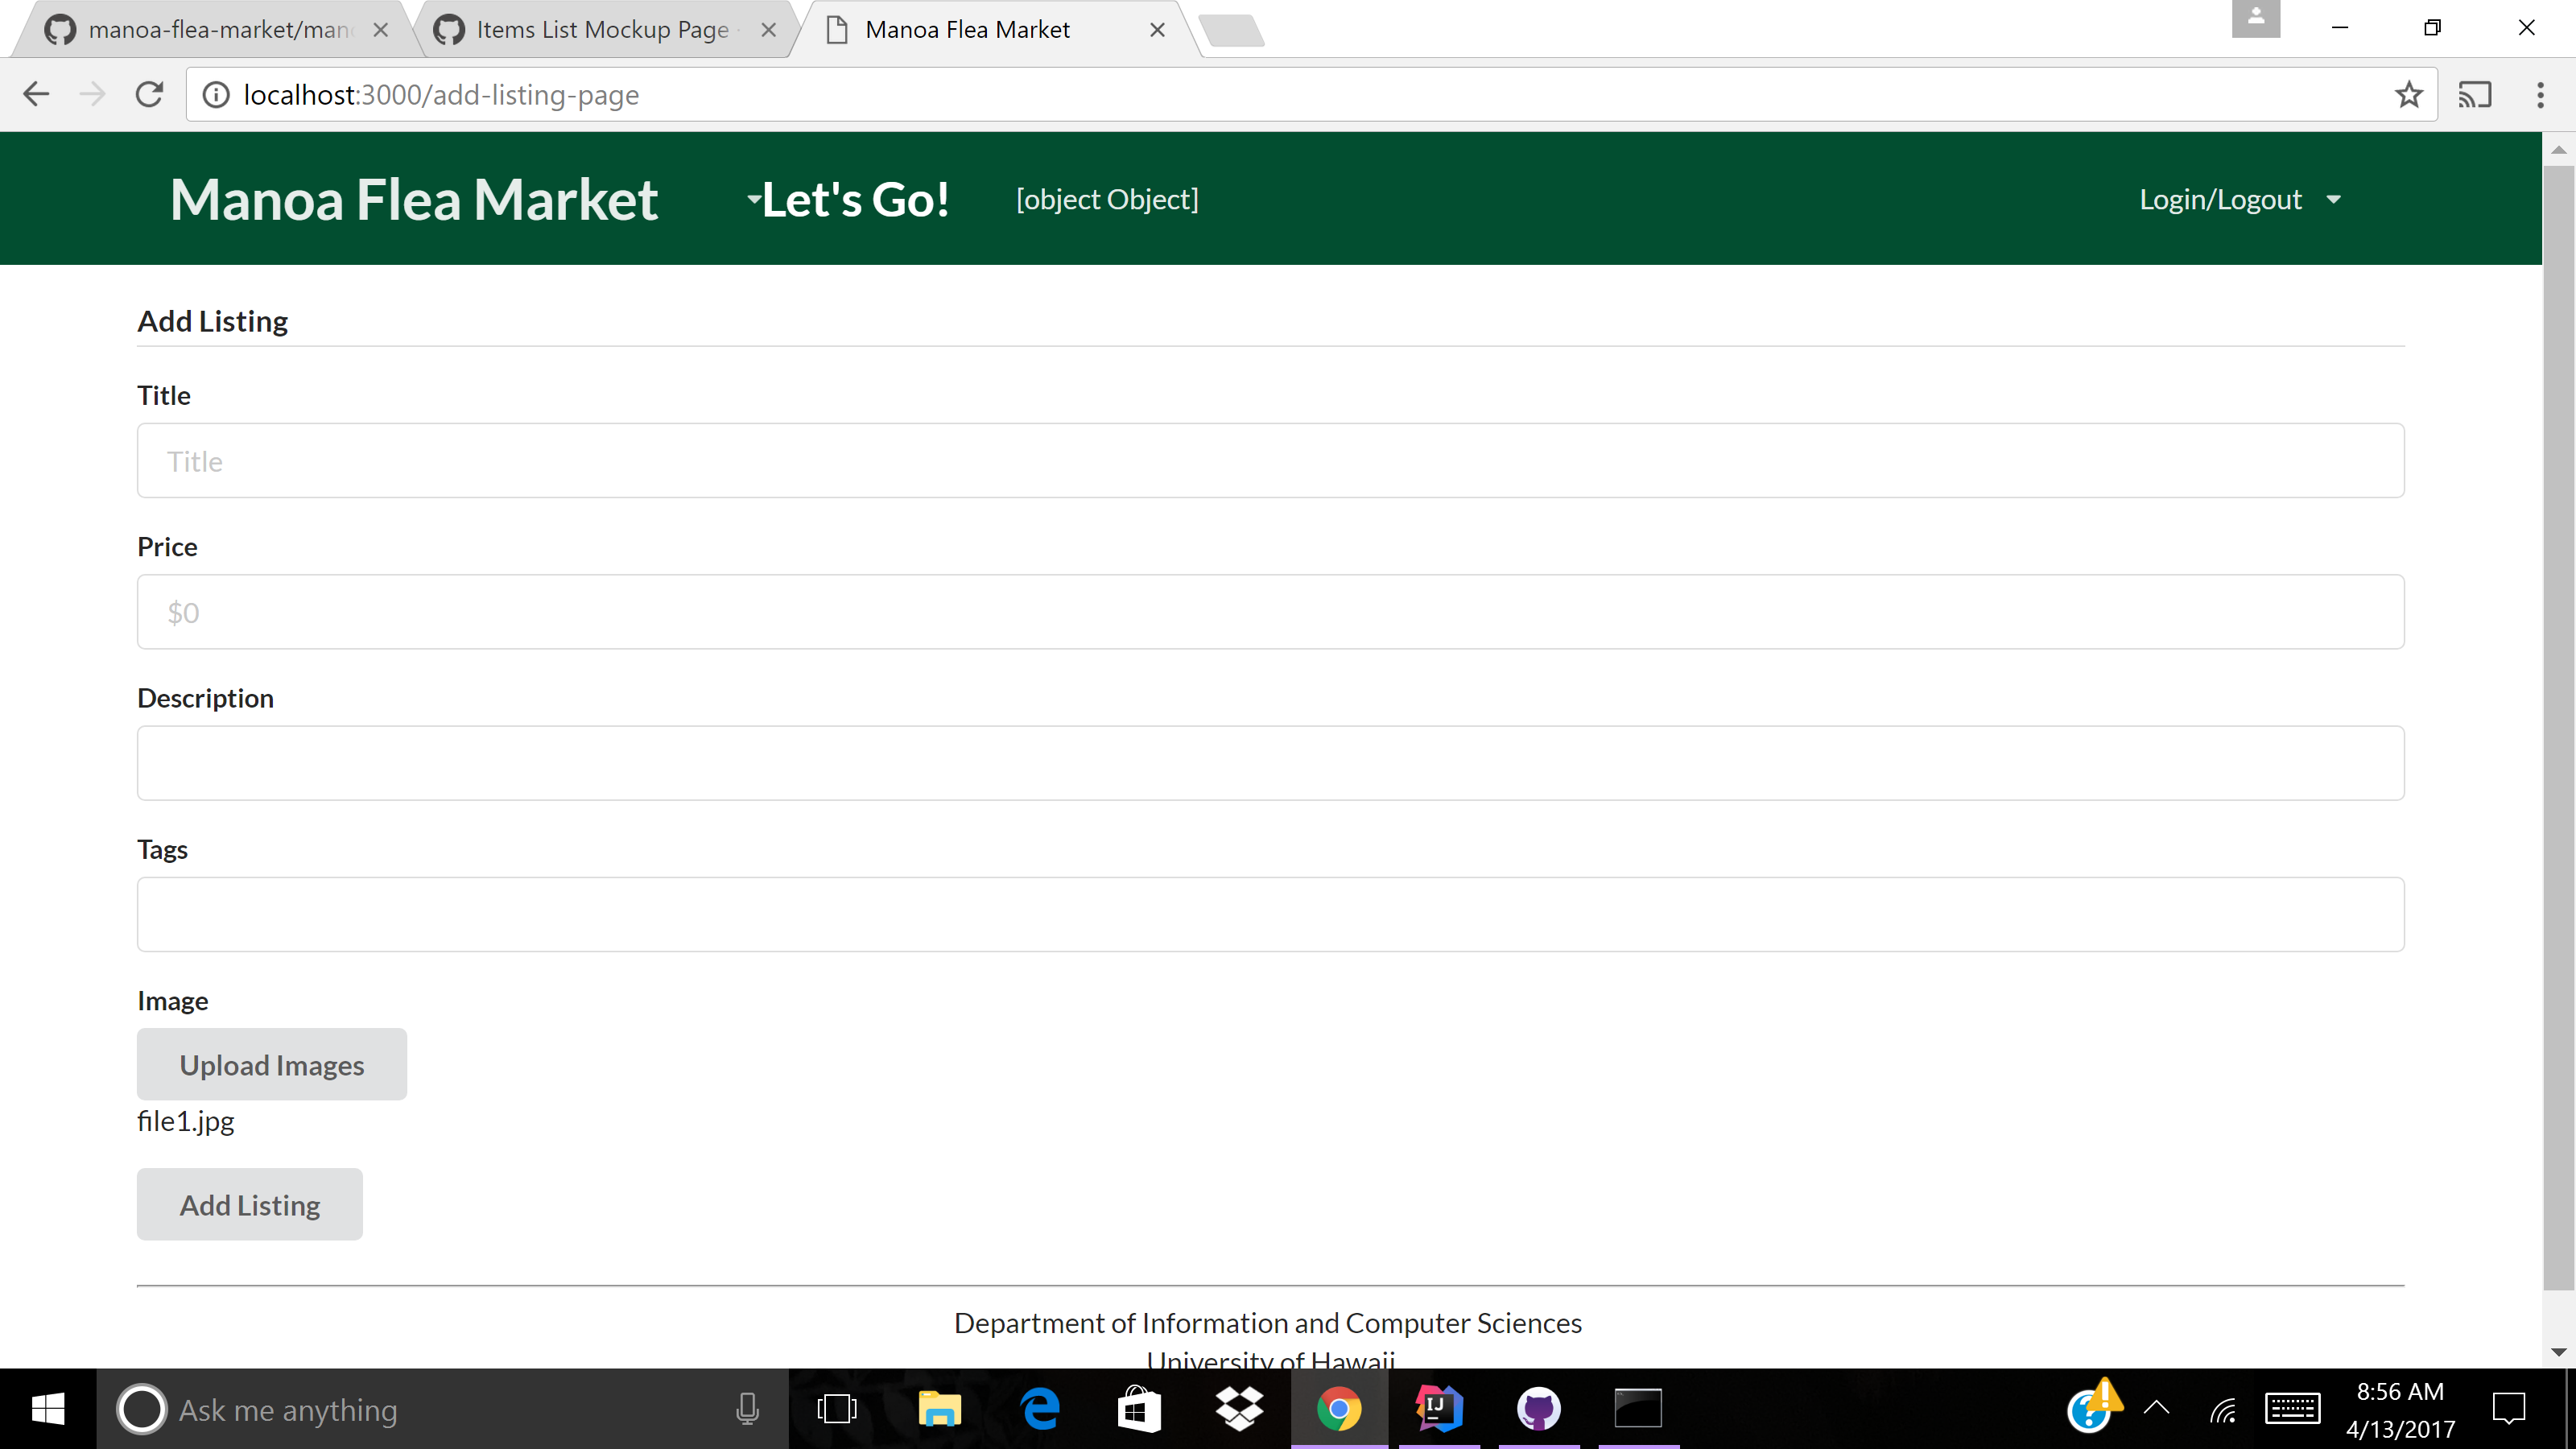 manoa-flea-market/man
Items List Mockup Page
Manoa Flea Market
localhost:3000/add-listing-page
Manoa Flea Market
Let's Go!
[object Object]
Login/Logout
Add Listing
Title
Title
Price
$0
Description
Tags
Image
Upload Images
file1.jpg
Add Listing
Department of Information and Computer Sciences
University of Hawaii
Ask me anything
IJ
8:56 AM
4/13/2017